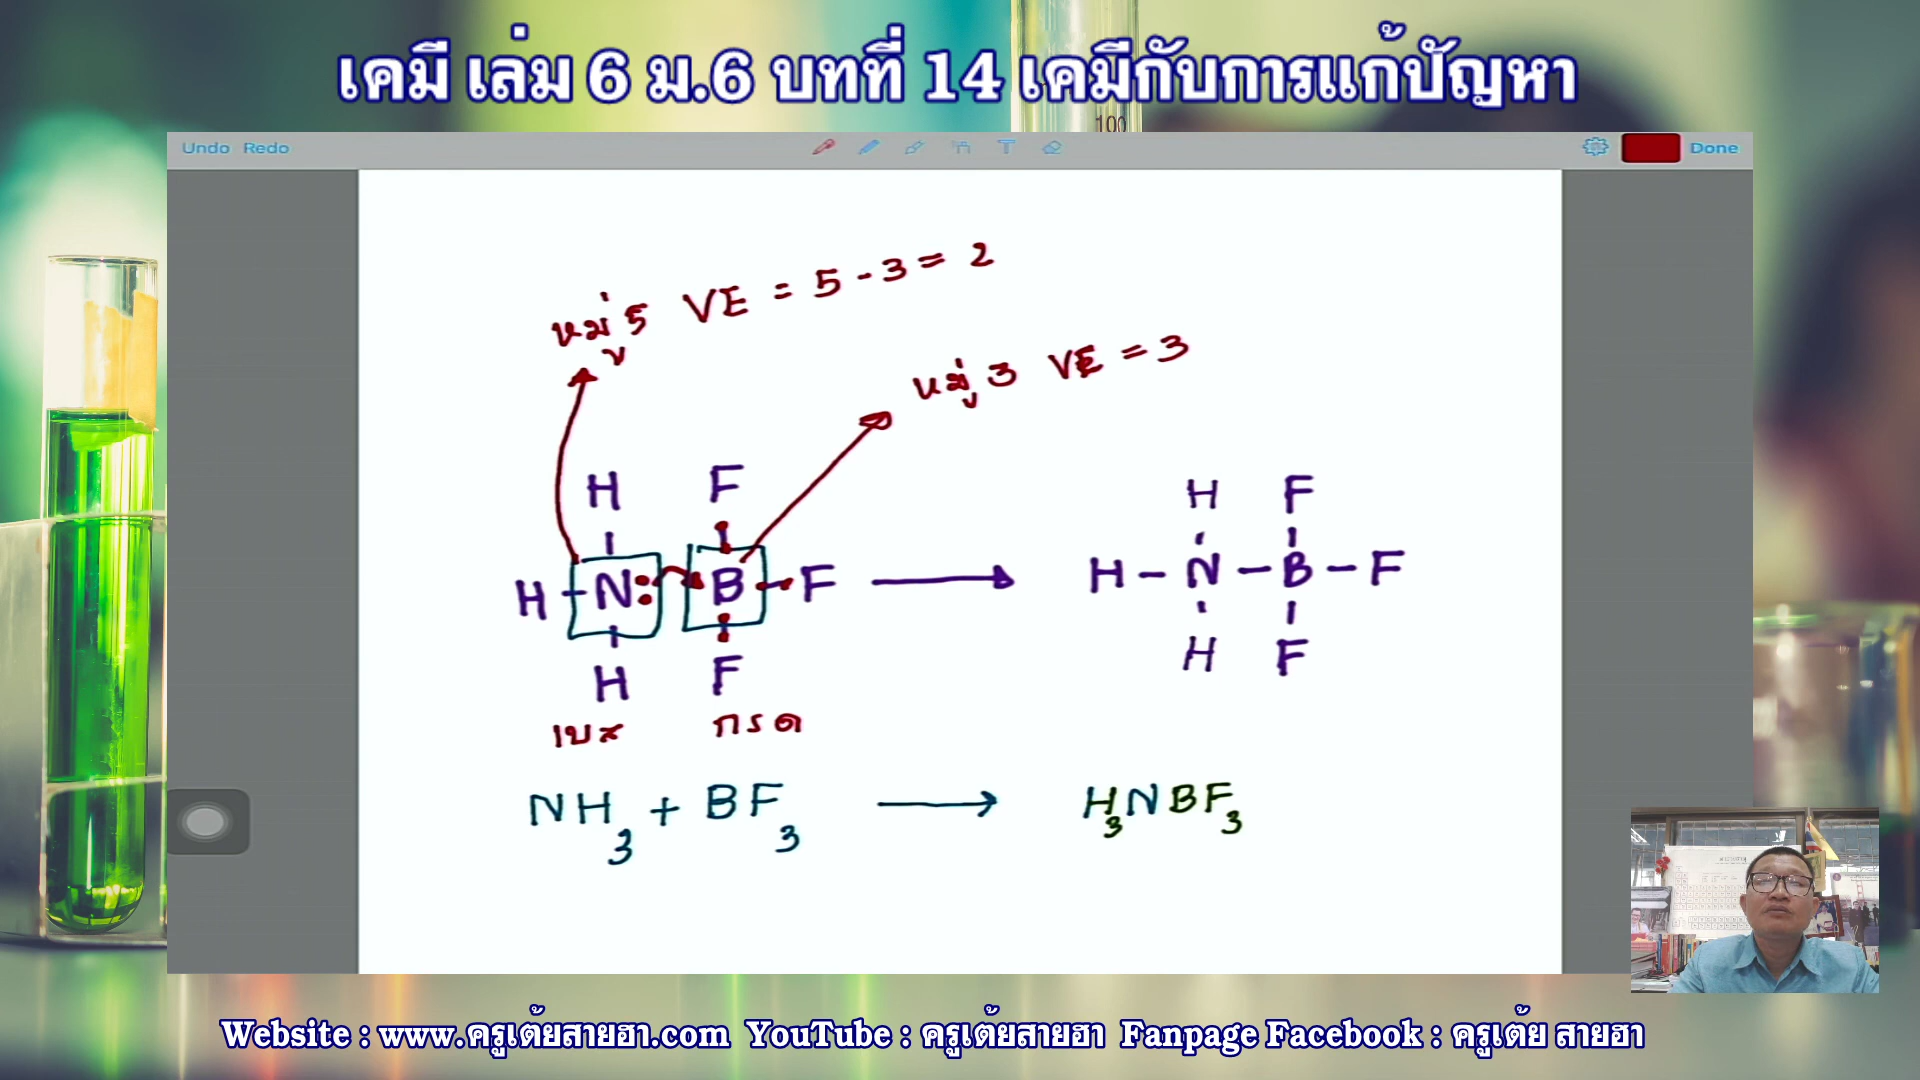 เคมี เล่ม 6 ม.6 บทที่ 14 เคมีกับการแก้ปัญหา
100
Undo Redo
T
Done
หมู่ 5 VE = 5 - 3 = 2
หมู่ 3 VE = 3
H F
H - N : B - F → H - N - B - F
H F
H F
H F
เบส กรด
NH3 + BF3 → H3NBF3
Website : www.ครูเต้ยสายฮา.com YouTube : ครูเต้ยสายฮา Fanpage Facebook : ครูเต้ย สายฮา